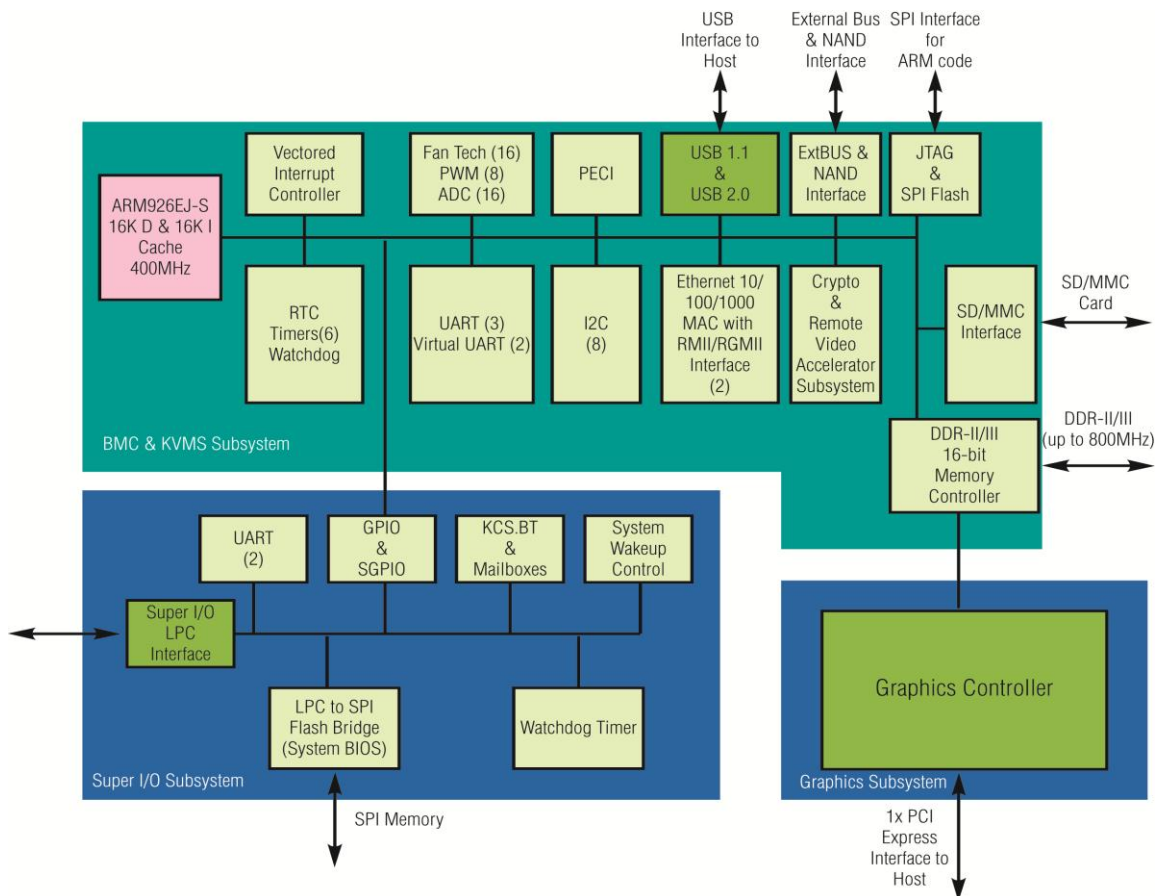 USB
Interface to
Host
External Bus
& NAND
Interface
SPI Interface
for
ARM code
Vectored
Interrupt
Controller
Fan Tech (16)
PWM (8)
ADC (16)
PECI
USB 1.1
&
USB 2.0
ExtBUS &
NAND
Interface
JTAG
&
SPI Flash
ARM926EJ-S
16K D & 16K I
Cache
400MHz
RTC
Timers(6)
Watchdog
UART (3)
Virtual UART (2)
I2C
(8)
Ethernet 10/
100/1000
MAC with
RMII/RGMII
Interface
(2)
Crypto
&
Remote
Video
Accelerator
Subsystem
SD/MMC
Interface
SD/MMC
Card
BMC & KVMS Subsystem
DDR-II/III
16-bit
Memory
Controller
DDR-II/III
(up to 800MHz)
UART
(2)
GPIO
&
SGPIO
KCS.BT
&
Mailboxes
System
Wakeup
Control
Super I/O
LPC
Interface
LPC to SPI
Flash Bridge
(System BIOS)
Watchdog Timer
Super I/O Subsystem
SPI Memory
Graphics Controller
Graphics Subsystem
1x PCI
Express
Interface to
Host